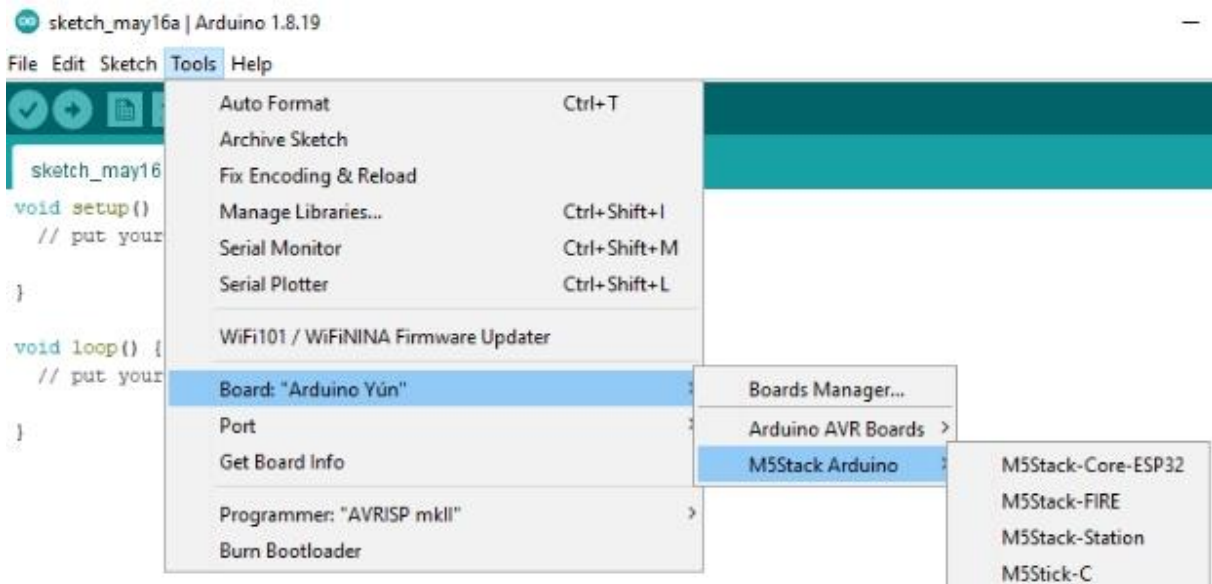 sketch_may16a | Arduino 1.8.19
File Edit Sketch Tools Help
sketch_may16
void setup()
// put your
}
void loop() {
// put your
}
Auto Format Ctrl+T
Archive Sketch
Fix Encoding & Reload
Manage Libraries... Ctrl+Shift+I
Serial Monitor Ctrl+Shift+M
Serial Plotter Ctrl+Shift+L
WiFi101 / WiFiNINA Firmware Updater
Board: "Arduino Yún"
Port
Get Board Info
Programmer: "AVRISP mkII"
Burn Bootloader
Boards Manager...
Arduino AVR Boards
M5Stack Arduino
M5Stack-Core-ESP32
M5Stack-FIRE
M5Stack-Station
M5Stick-C